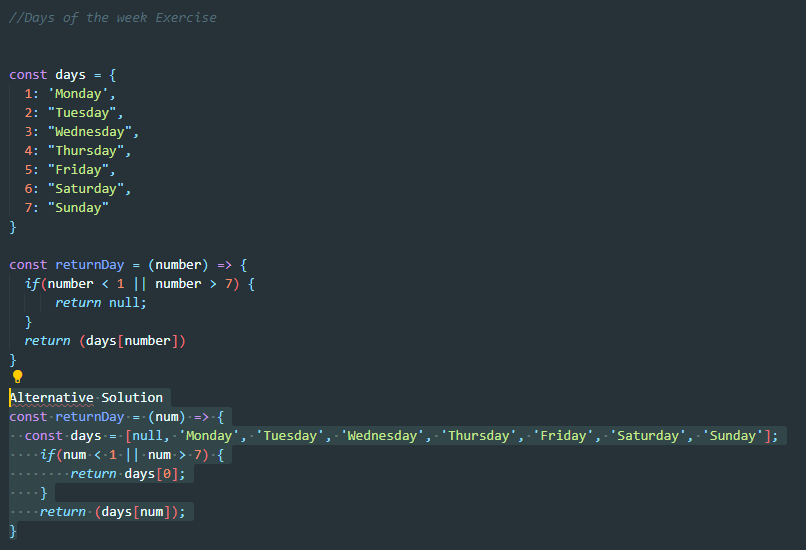 //Days of the week Exercise
const days = {
  1: 'Monday',
  2: "Tuesday",
  3: "Wednesday",
  4: "Thursday",
  5: "Friday",
  6: "Saturday",
  7: "Sunday"
}
const returnDay = (number) => {
  if(number < 1 || number > 7) {
      return null;
  }
  return (days[number])
}
Alternative Solution
const returnDay = (num) => {
  const days = [null, 'Monday', 'Tuesday', 'Wednesday', 'Thursday', 'Friday', 'Saturday', 'Sunday'];
    if(num < 1 || num > 7) {
        return days[0];
    }
    return (days[num]);
}